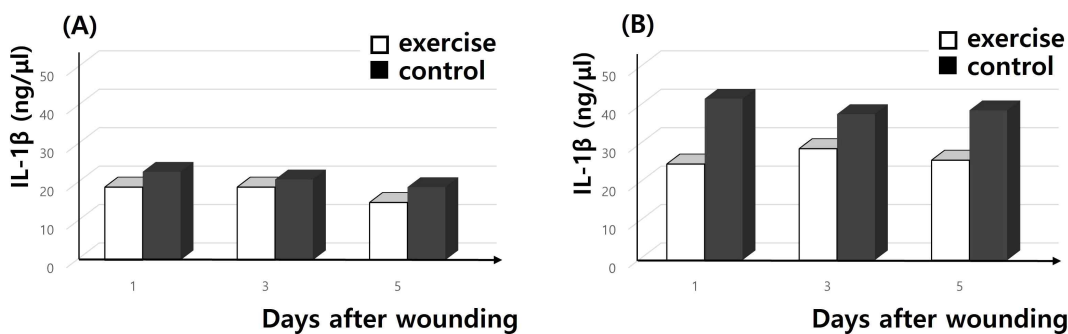 (A)
exercise
control
IL-1β (ng/μl)
50
40
30
20
10
0
1
3
5
Days after wounding
(B)
exercise
control
IL-1β (ng/μl)
50
40
30
20
10
0
1
3
5
Days after wounding